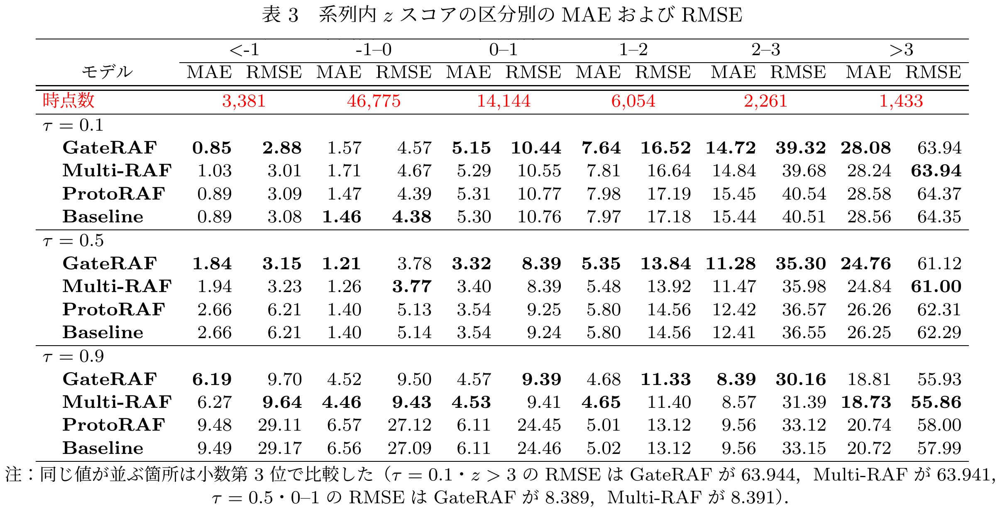 表 3　系列内 z スコアの区分別の MAE および RMSE
<-1 -1–0 0–1 1–2 2–3 >3
モデル MAE RMSE MAE RMSE MAE RMSE MAE RMSE MAE RMSE MAE RMSE
時点数 3,381 46,775 14,144 6,054 2,261 1,433
τ = 0.1
GateRAF 0.85 2.88 1.57 4.57 5.15 10.44 7.64 16.52 14.72 39.32 28.08 63.94
Multi-RAF 1.03 3.01 1.71 4.67 5.29 10.55 7.81 16.64 14.84 39.68 28.24 63.94
ProtoRAF 0.89 3.09 1.47 4.39 5.31 10.77 7.98 17.19 15.45 40.54 28.58 64.37
Baseline 0.89 3.08 1.46 4.38 5.30 10.76 7.97 17.18 15.44 40.51 28.56 64.35
τ = 0.5
GateRAF 1.84 3.15 1.21 3.78 3.32 8.39 5.35 13.84 11.28 35.30 24.76 61.12
Multi-RAF 1.94 3.23 1.26 3.77 3.40 8.39 5.48 13.92 11.47 35.98 24.84 61.00
ProtoRAF 2.66 6.21 1.40 5.13 3.54 9.25 5.80 14.56 12.42 36.57 26.26 62.31
Baseline 2.66 6.21 1.40 5.14 3.54 9.24 5.80 14.56 12.41 36.55 26.25 62.29
τ = 0.9
GateRAF 6.19 9.70 4.52 9.50 4.57 9.39 4.68 11.33 8.39 30.16 18.81 55.93
Multi-RAF 6.27 9.64 4.46 9.43 4.53 9.41 4.65 11.40 8.57 31.39 18.73 55.86
ProtoRAF 9.48 29.11 6.57 27.12 6.11 24.45 5.01 13.12 9.56 33.12 20.74 58.00
Baseline 9.49 29.17 6.56 27.09 6.11 24.46 5.02 13.12 9.56 33.15 20.72 57.99
注：同じ値が並ぶ箇所は小数第 3 位で比較した（τ = 0.1・z > 3 の RMSE は GateRAF が 63.944, Multi-RAF が 63.941,
τ = 0.5・0–1 の RMSE は GateRAF が 8.389, Multi-RAF が 8.391）.